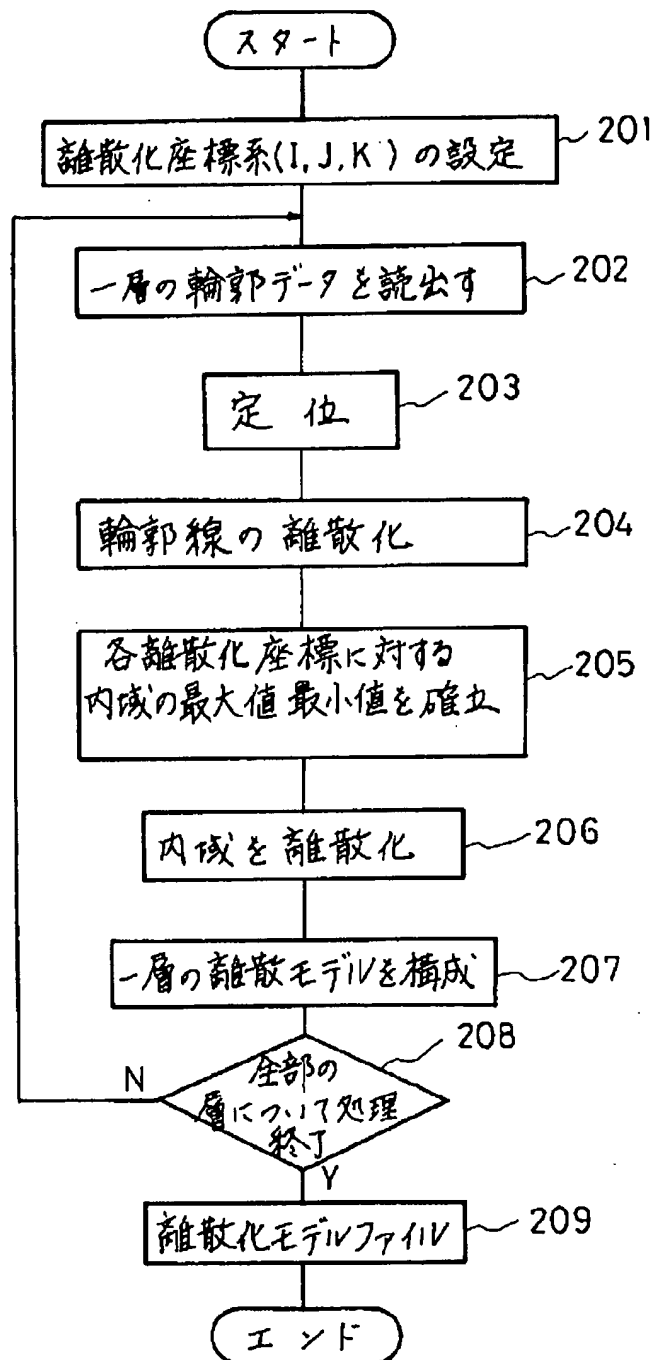 スタート
離散化座標系(I,J,K)の設定
201
一層の輪郭データを読出す
202
定位
203
輪郭線の離散化
204
各離散化座標に対する
内域の最大値最小値を確立
205
内域を離散化
206
一層の離散モデルを構成
207
208
全部の
層について処理
終了
N
Y
離散化モデルファイル
209
エンド